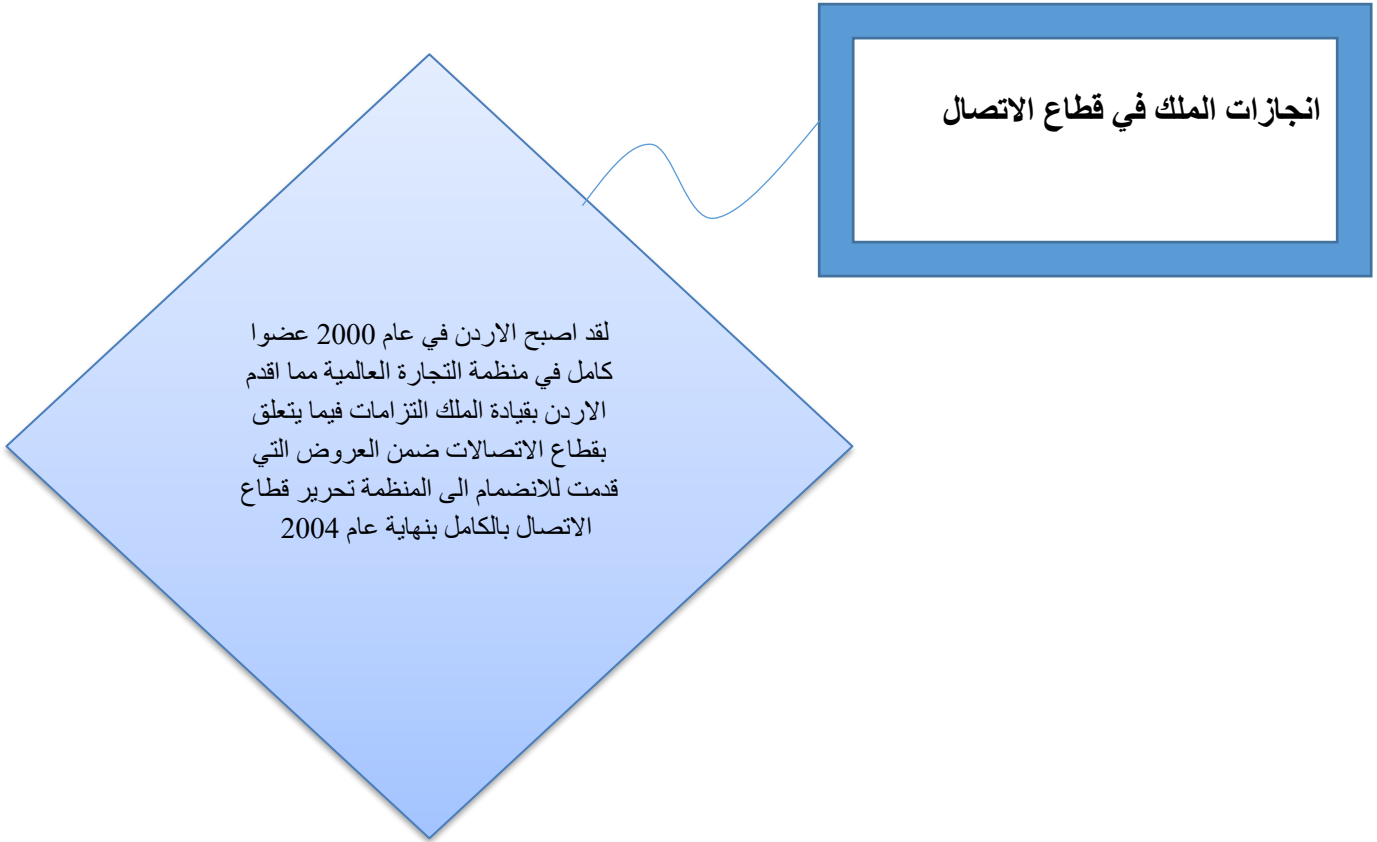 انجازات الملك في قطاع الاتصال
لقد اصبح الاردن في عام 2000 عضوا
كامل في منظمة التجارة العالمية مما اقدم
الاردن بقيادة الملك التزامات فيما يتعلق
بقطاع الاتصالات ضمن العروض التي
قدمت للانضمام الى المنظمة تحرير قطاع
الاتصال بالكامل بنهاية عام 2004